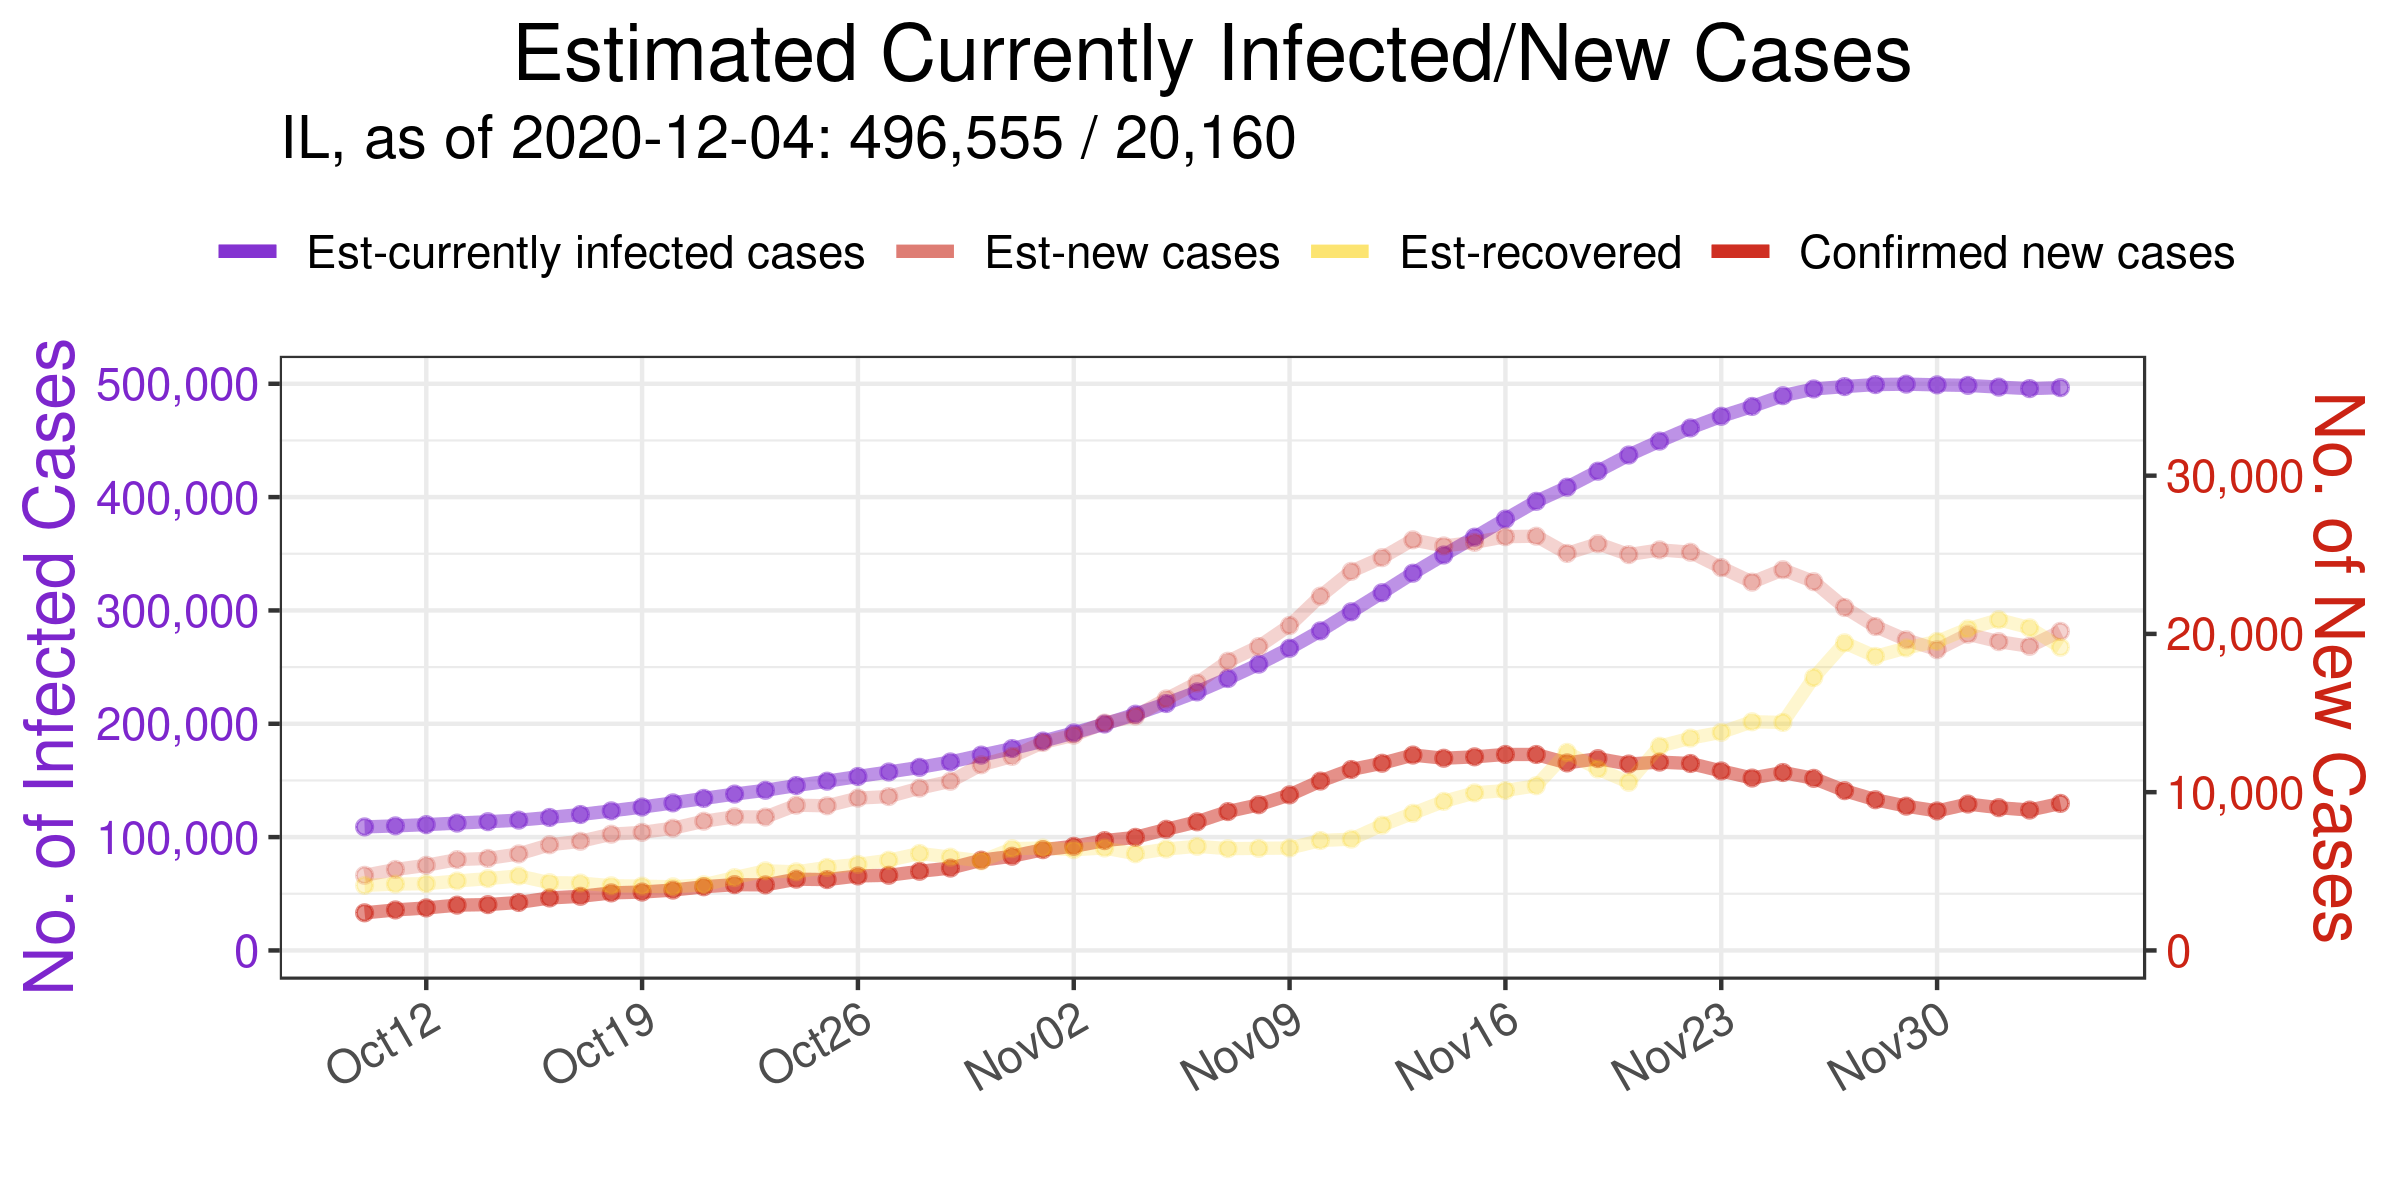 Estimated Currently Infected/New Cases
IL, as of 2020-12-04: 496,555 / 20,160
Est-currently infected cases Est-new cases Est-recovered Confirmed new cases
No. of Infected Cases
500,000
400,000
300,000
200,000
100,000
0
30,000
20,000
10,000
0
No. of New Cases
Oct12 Oct19 Oct26 Nov02 Nov09 Nov16 Nov23 Nov30